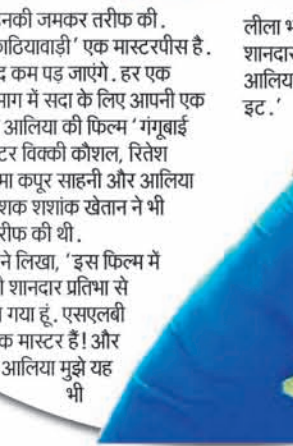 नकी जमकर तरीफ की .
काठियावाड़ी ' एक मास्टरपीस है .
कम पड़ जाएंगे . हर एक
माग में सदा के लिए आपनी एक
आलिया की फिल्म ' गंगूबाई
टर विक्की कौशल, रितेश
मा कपूर साहनी और आलिया
शक शशांक खेतान ने भी
रीफ की थी .
ने लिखा, ' इस फिल्म में
शानदार प्रतिभा से
गया हूं . एसएलबी
क मास्टर हैं! और
आलिया मुझे यह
भी
लीला भ
शानदार
आलिया
इट . '